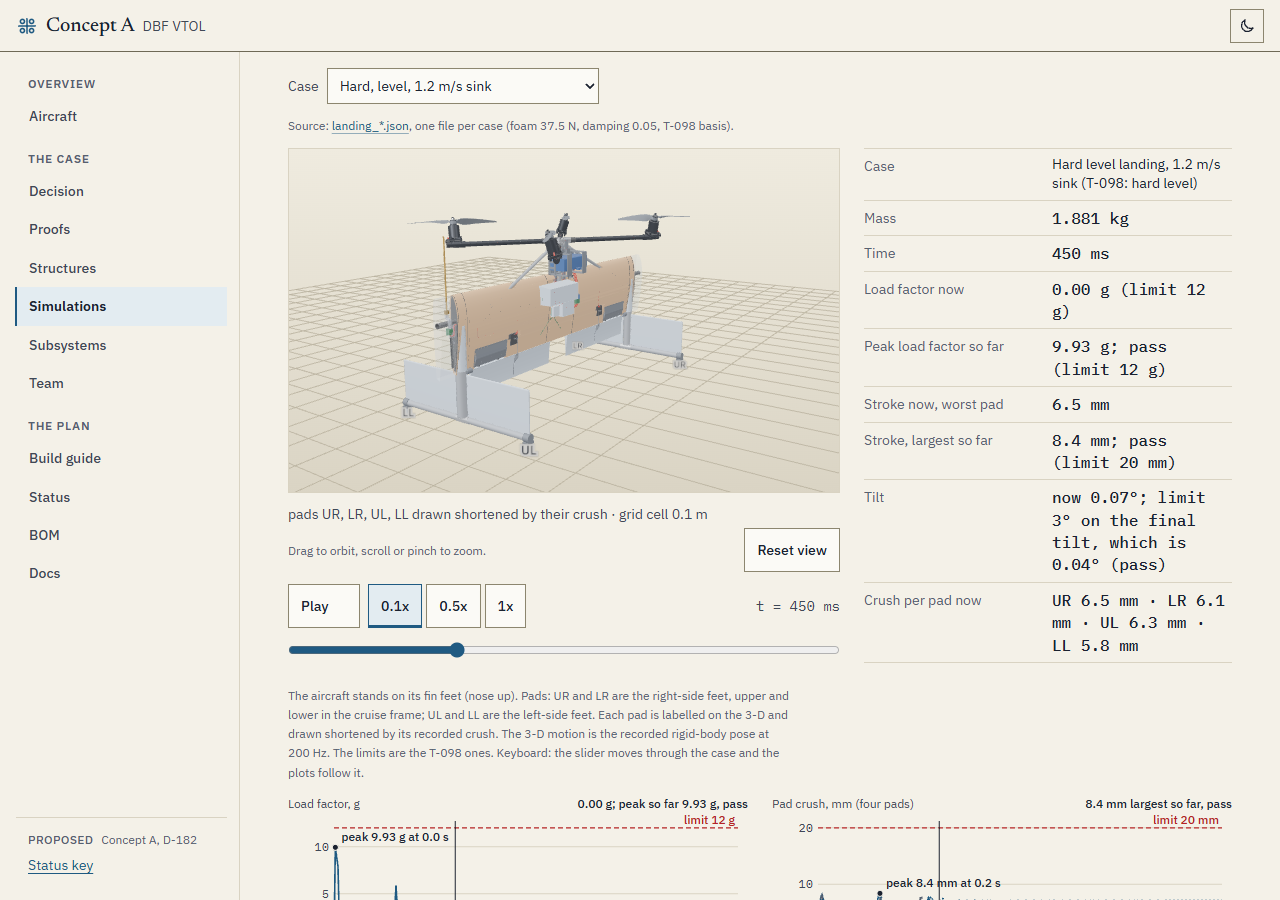 Concept A DBF VTOL
OVERVIEW
Aircraft
THE CASE
Decision
Proofs
Structures
Simulations
Subsystems
Team
THE PLAN
Build guide
Status
BOM
Docs
PROPOSED Concept A, D-182
Status key
Case Hard, level, 1.2 m/s sink
Source: landing_*.json, one file per case (foam 37.5 N, damping 0.05, T-098 basis).
LR
UR
LL
UL
pads UR, LR, UL, LL drawn shortened by their crush · grid cell 0.1 m
Drag to orbit, scroll or pinch to zoom.
Reset view
Play 0.1x 0.5x 1x t = 450 ms
Case Hard level landing, 1.2 m/s
sink (T-098: hard level)
Mass 1.881 kg
Time 450 ms
Load factor now 0.00 g (limit 12
g)
Peak load factor so far 9.93 g; pass
(limit 12 g)
Stroke now, worst pad 6.5 mm
Stroke, largest so far 8.4 mm; pass
(limit 20 mm)
Tilt now 0.07°; limit
3° on the final
tilt, which is
0.04° (pass)
Crush per pad now UR 6.5 mm · LR 6.1
mm · UL 6.3 mm ·
LL 5.8 mm
The aircraft stands on its fin feet (nose up). Pads: UR and LR are the right-side feet, upper and
lower in the cruise frame; UL and LL are the left-side feet. Each pad is labelled on the 3-D and
drawn shortened by its recorded crush. The 3-D motion is the recorded rigid-body pose at
200 Hz. The limits are the T-098 ones. Keyboard: the slider moves through the case and the
plots follow it.
Load factor, g 0.00 g; peak so far 9.93 g, pass
limit 12 g
peak 9.93 g at 0.0 s
10
5
Pad crush, mm (four pads) 8.4 mm largest so far, pass
limit 20 mm
20
peak 8.4 mm at 0.2 s
10